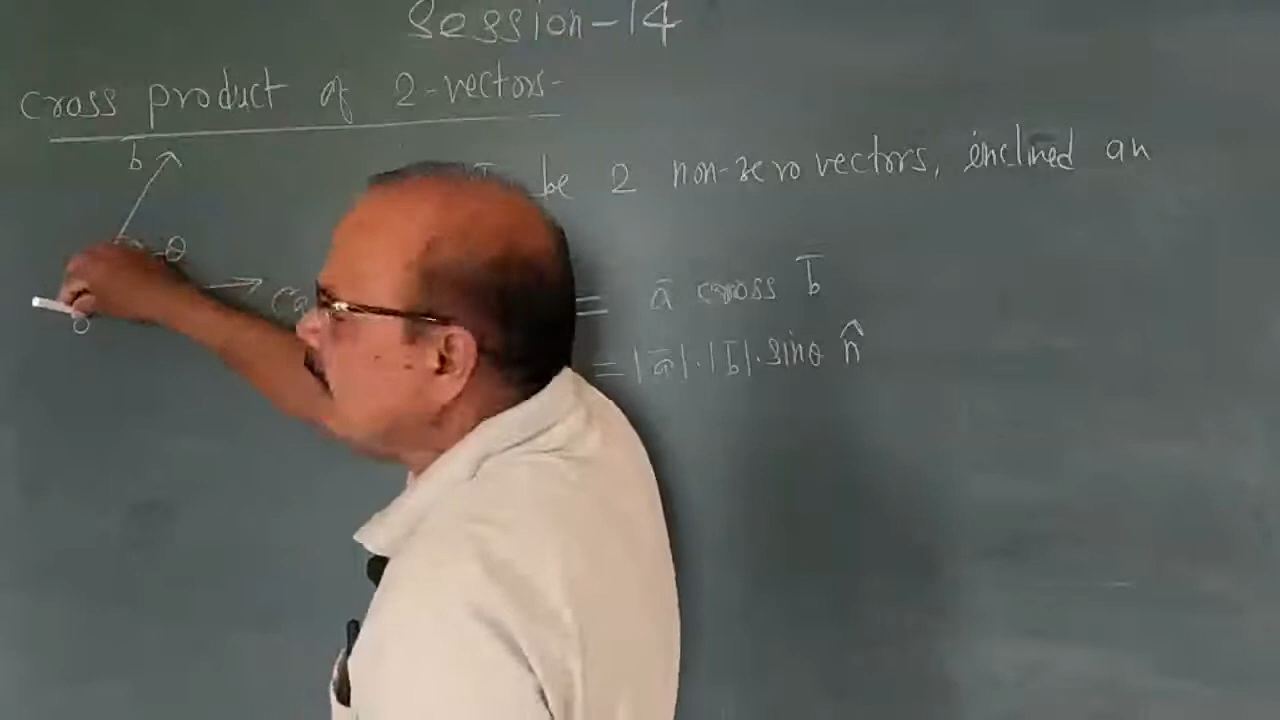 Session-14
cross product of 2-vectors-
b
be 2 non-zero vectors, inclined an
θ
= ā cross b̄
= |ā|·|b̄|·sinθ n̂